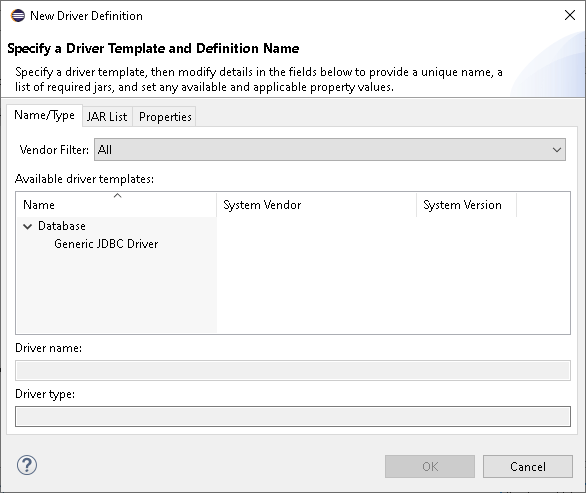 New Driver Definition
Specify a Driver Template and Definition Name
Specify a driver template, then modify details in the fields below to provide a unique name, a
list of required jars, and set any available and applicable property values.
Name/Type JAR List Properties
Vendor Filter: All
Available driver templates:
Name System Vendor System Version
Database
Generic JDBC Driver
Driver name:
Driver type:
? OK Cancel